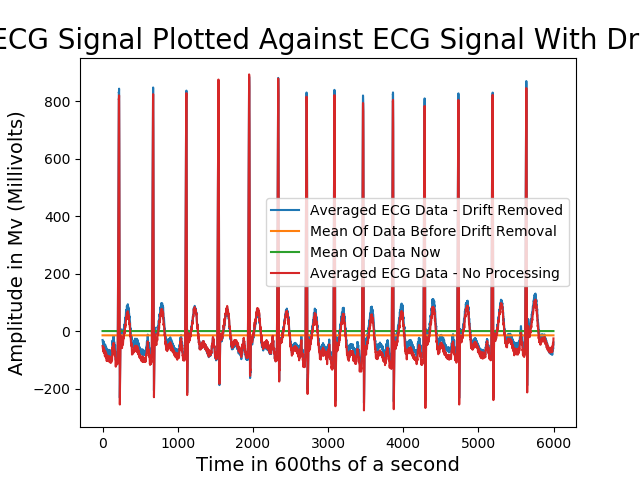 ECG Signal Plotted Against ECG Signal With
Amplitude in Mv (Millivolts)
800
600
400
200
0
−200
Averaged ECG Data - Drift Removed
Mean Of Data Before Drift Removal
Mean Of Data Now
Averaged ECG Data - No Processing
0 1000 2000 3000 4000 5000 6000
Time in 600ths of a second